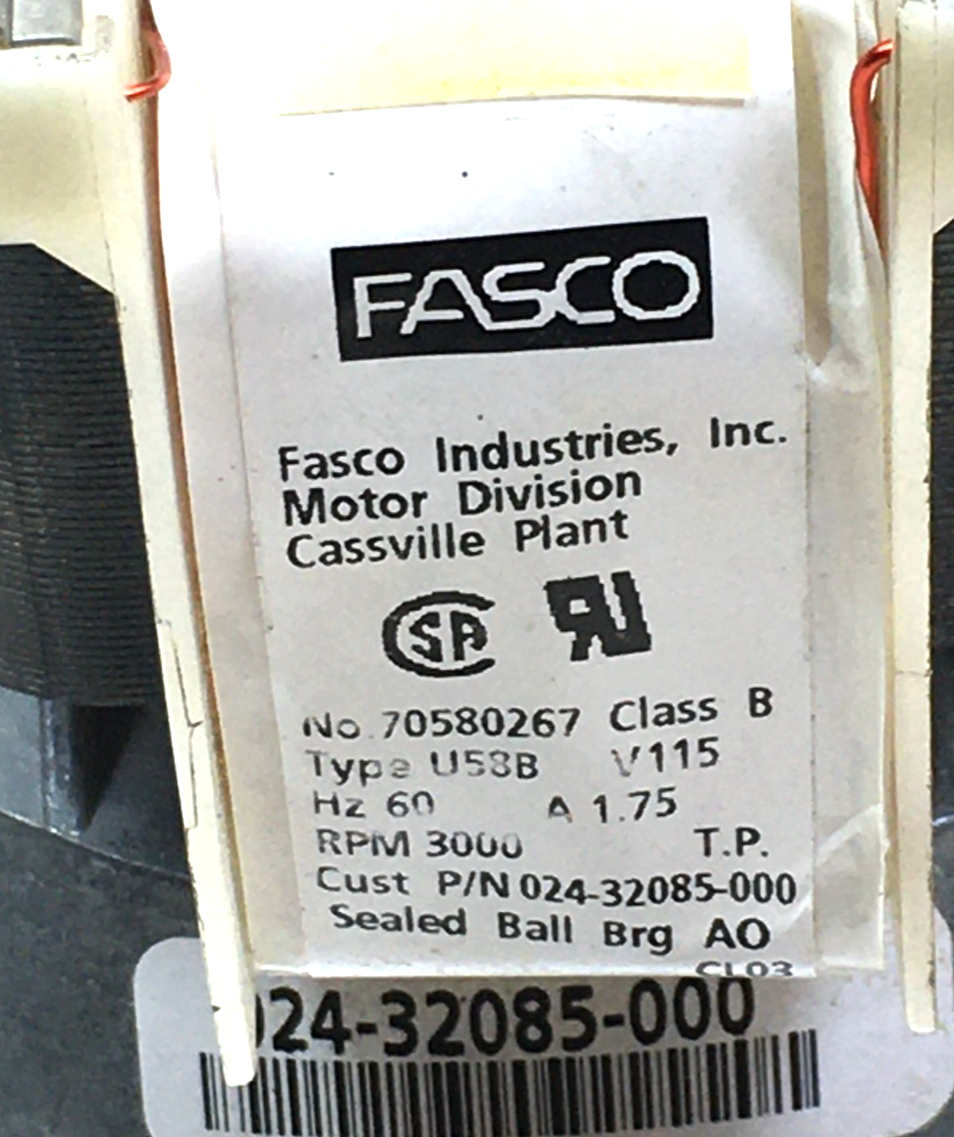 FASCO
Fasco Industries, Inc.
Motor Division
Cassville Plant
No. 70580267 Class B
Type U53B V115
Hz 60 A 1.75
RPM 3000 T.P.
Cust P/N 024-32085-000
Sealed Ball Brg AO
CL03
024-32085-000